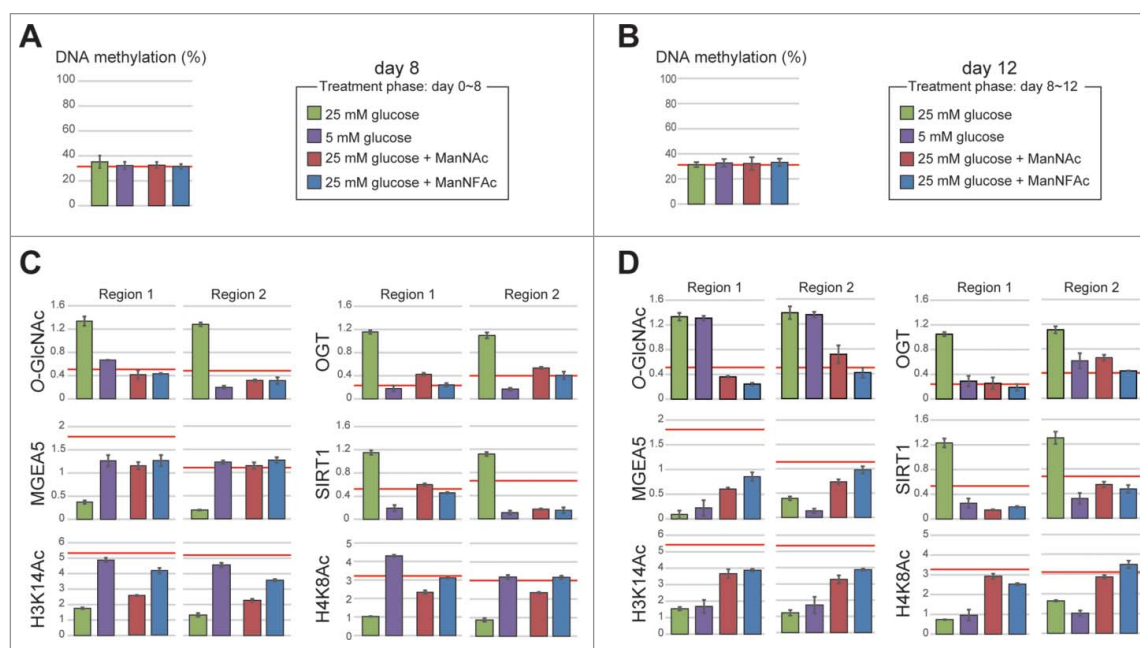 A
DNA methylation (%)
100
80
60
40
20
0
day 8
Treatment phase: day 0~8
25 mM glucose
5 mM glucose
25 mM glucose + ManNAc
25 mM glucose + ManNFAc
B
DNA methylation (%)
100
80
60
40
20
0
day 12
Treatment phase: day 8~12
25 mM glucose
5 mM glucose
25 mM glucose + ManNAc
25 mM glucose + ManNFAc
C
Region 1 Region 2
O-GlcNAc
1.6
1.2
0.8
0.4
0
Region 1 Region 2
OGT
1.6
1.2
0.8
0.4
0
MGEA5
2
1.5
1
0.5
0
SIRT1
1.6
1.2
0.8
0.4
0
H3K14Ac
6
5
4
3
2
1
0
H4K8Ac
5
4
3
2
1
0
D
Region 1 Region 2
O-GlcNAc
1.6
1.2
0.8
0.4
0
Region 1 Region 2
OGT
1.6
1.2
0.8
0.4
0
MGEA5
2
1.5
1
0.5
0
SIRT1
1.6
1.2
0.8
0.4
0
H3K14Ac
6
5
4
3
2
1
0
H4K8Ac
5
4
3
2
1
0